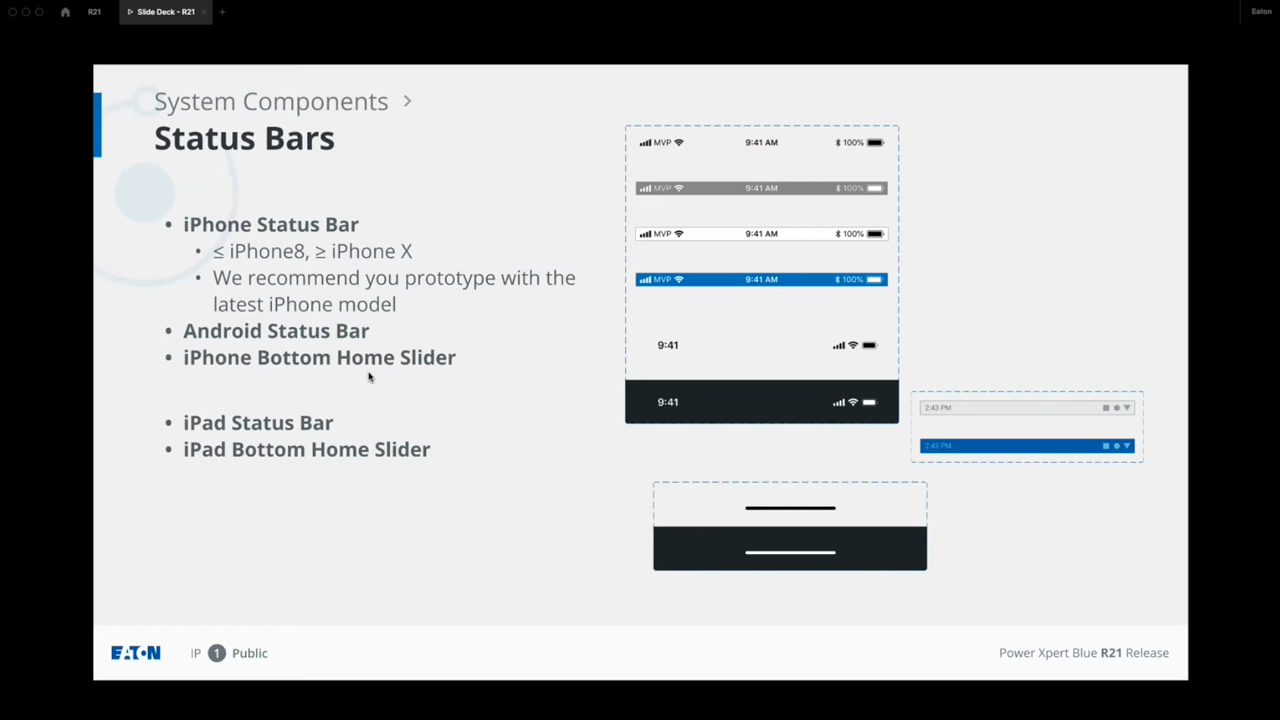 R21
Slide Deck - R21
Eaton
System Components >
Status Bars
• iPhone Status Bar
• ≤ iPhone8, ≥ iPhone X
• We recommend you prototype with the
latest iPhone model
• Android Status Bar
• iPhone Bottom Home Slider
• iPad Status Bar
• iPad Bottom Home Slider
MVP 9:41 AM 100%
MVP 9:41 AM 100%
MVP 9:41 AM 100%
MVP 9:41 AM 100%
9:41
9:41
2:43 PM
2:43 PM
EATON IP 1 Public
Power Xpert Blue R21 Release